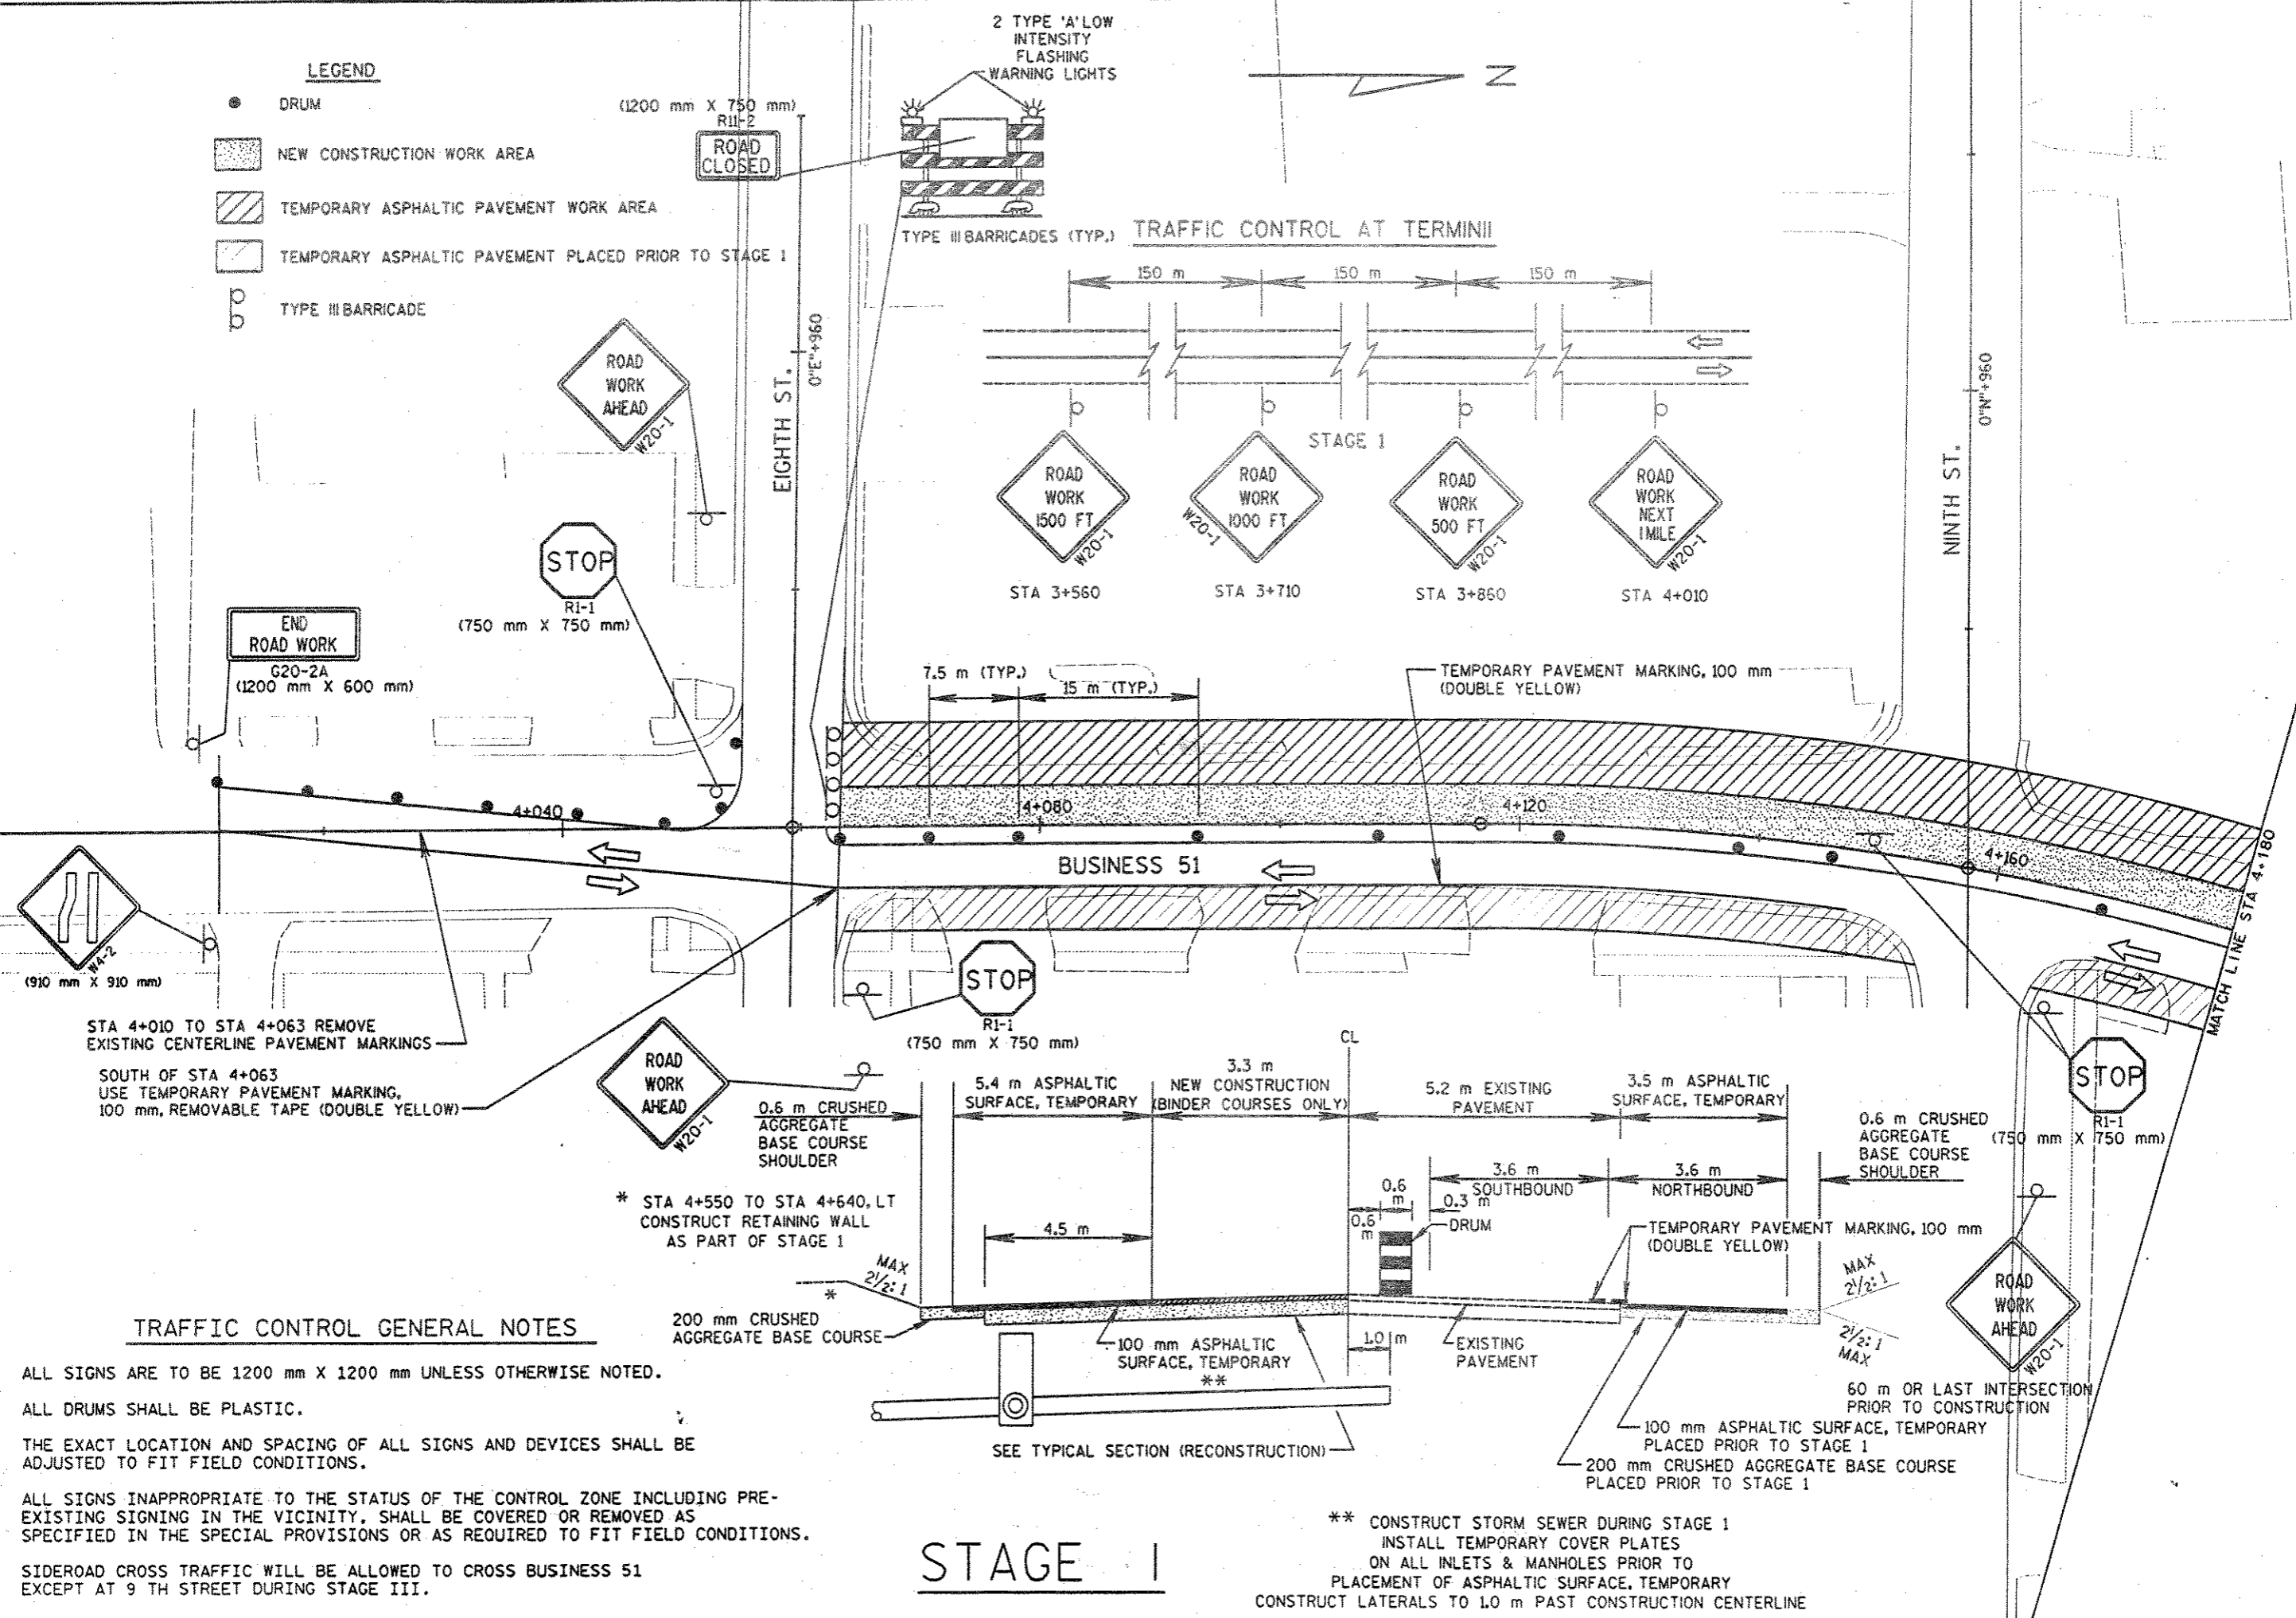 LEGEND
DRUM
NEW CONSTRUCTION WORK AREA
TEMPORARY ASPHALTIC PAVEMENT WORK AREA
TEMPORARY ASPHALTIC PAVEMENT PLACED PRIOR TO STAGE 1
TYPE III BARRICADE
2 TYPE 'A' LOW
INTENSITY
FLASHING
WARNING LIGHTS
(1200 mm X 750 mm)
R11-2
ROAD
CLOSED
N
TYPE III BARRICADES (TYP.)
TRAFFIC CONTROL AT TERMINII
150 m
150 m
150 m
STAGE 1
ROAD
WORK
1500 FT
W20-1
STA 3+560
ROAD
WORK
1000 FT
W20-1
STA 3+710
ROAD
WORK
500 FT
W20-1
STA 3+860
ROAD
WORK
NEXT
1 MILE
W20-1
STA 4+010
ROAD
WORK
AHEAD
W20-1
EIGHTH ST.
0"E"+960
NINTH ST.
0"N"+960
STOP
R1-1
(750 mm X 750 mm)
END
ROAD WORK
G20-2A
(1200 mm X 600 mm)
7.5 m (TYP.)
15 m (TYP.)
TEMPORARY PAVEMENT MARKING, 100 mm
(DOUBLE YELLOW)
4+040
4+080
4+120
4+160
BUSINESS 51
MATCH LINE STA 4+180
W4-2
(910 mm X 910 mm)
STA 4+010 TO STA 4+063 REMOVE
EXISTING CENTERLINE PAVEMENT MARKINGS
SOUTH OF STA 4+063
USE TEMPORARY PAVEMENT MARKING,
100 mm, REMOVABLE TAPE (DOUBLE YELLOW)
STOP
R1-1
(750 mm X 750 mm)
ROAD
WORK
AHEAD
W20-1
STOP
R1-1
(750 mm X 750 mm)
CL
0.6 m CRUSHED
AGGREGATE
BASE COURSE
SHOULDER
5.4 m ASPHALTIC
SURFACE, TEMPORARY
3.3 m
NEW CONSTRUCTION
(BINDER COURSES ONLY)
5.2 m EXISTING
PAVEMENT
3.5 m ASPHALTIC
SURFACE, TEMPORARY
0.6 m CRUSHED
AGGREGATE
BASE COURSE
SHOULDER
3.6 m
SOUTHBOUND
3.6 m
NORTHBOUND
0.6
m
0.6
m
0.3 m
DRUM
TEMPORARY PAVEMENT MARKING, 100 mm
(DOUBLE YELLOW)
* STA 4+550 TO STA 4+640, LT
CONSTRUCT RETAINING WALL
AS PART OF STAGE 1
4.5 m
MAX
2 1/2:1
*
200 mm CRUSHED
AGGREGATE BASE COURSE
100 mm ASPHALTIC
SURFACE, TEMPORARY
**
1.0 m
EXISTING
PAVEMENT
MAX
2 1/2:1
2 1/2:1
MAX
ROAD
WORK
AHEAD
W20-1
60 m OR LAST INTERSECTION
PRIOR TO CONSTRUCTION
100 mm ASPHALTIC SURFACE, TEMPORARY
PLACED PRIOR TO STAGE 1
200 mm CRUSHED AGGREGATE BASE COURSE
PLACED PRIOR TO STAGE 1
SEE TYPICAL SECTION (RECONSTRUCTION)
TRAFFIC CONTROL GENERAL NOTES
ALL SIGNS ARE TO BE 1200 mm X 1200 mm UNLESS OTHERWISE NOTED.
ALL DRUMS SHALL BE PLASTIC.
THE EXACT LOCATION AND SPACING OF ALL SIGNS AND DEVICES SHALL BE
ADJUSTED TO FIT FIELD CONDITIONS.
ALL SIGNS INAPPROPRIATE TO THE STATUS OF THE CONTROL ZONE INCLUDING PRE-
EXISTING SIGNING IN THE VICINITY, SHALL BE COVERED OR REMOVED AS
SPECIFIED IN THE SPECIAL PROVISIONS OR AS REQUIRED TO FIT FIELD CONDITIONS.
SIDEROAD CROSS TRAFFIC WILL BE ALLOWED TO CROSS BUSINESS 51
EXCEPT AT 9 TH STREET DURING STAGE III.
STAGE 1
** CONSTRUCT STORM SEWER DURING STAGE 1
INSTALL TEMPORARY COVER PLATES
ON ALL INLETS & MANHOLES PRIOR TO
PLACEMENT OF ASPHALTIC SURFACE, TEMPORARY
CONSTRUCT LATERALS TO 1.0 m PAST CONSTRUCTION CENTERLINE